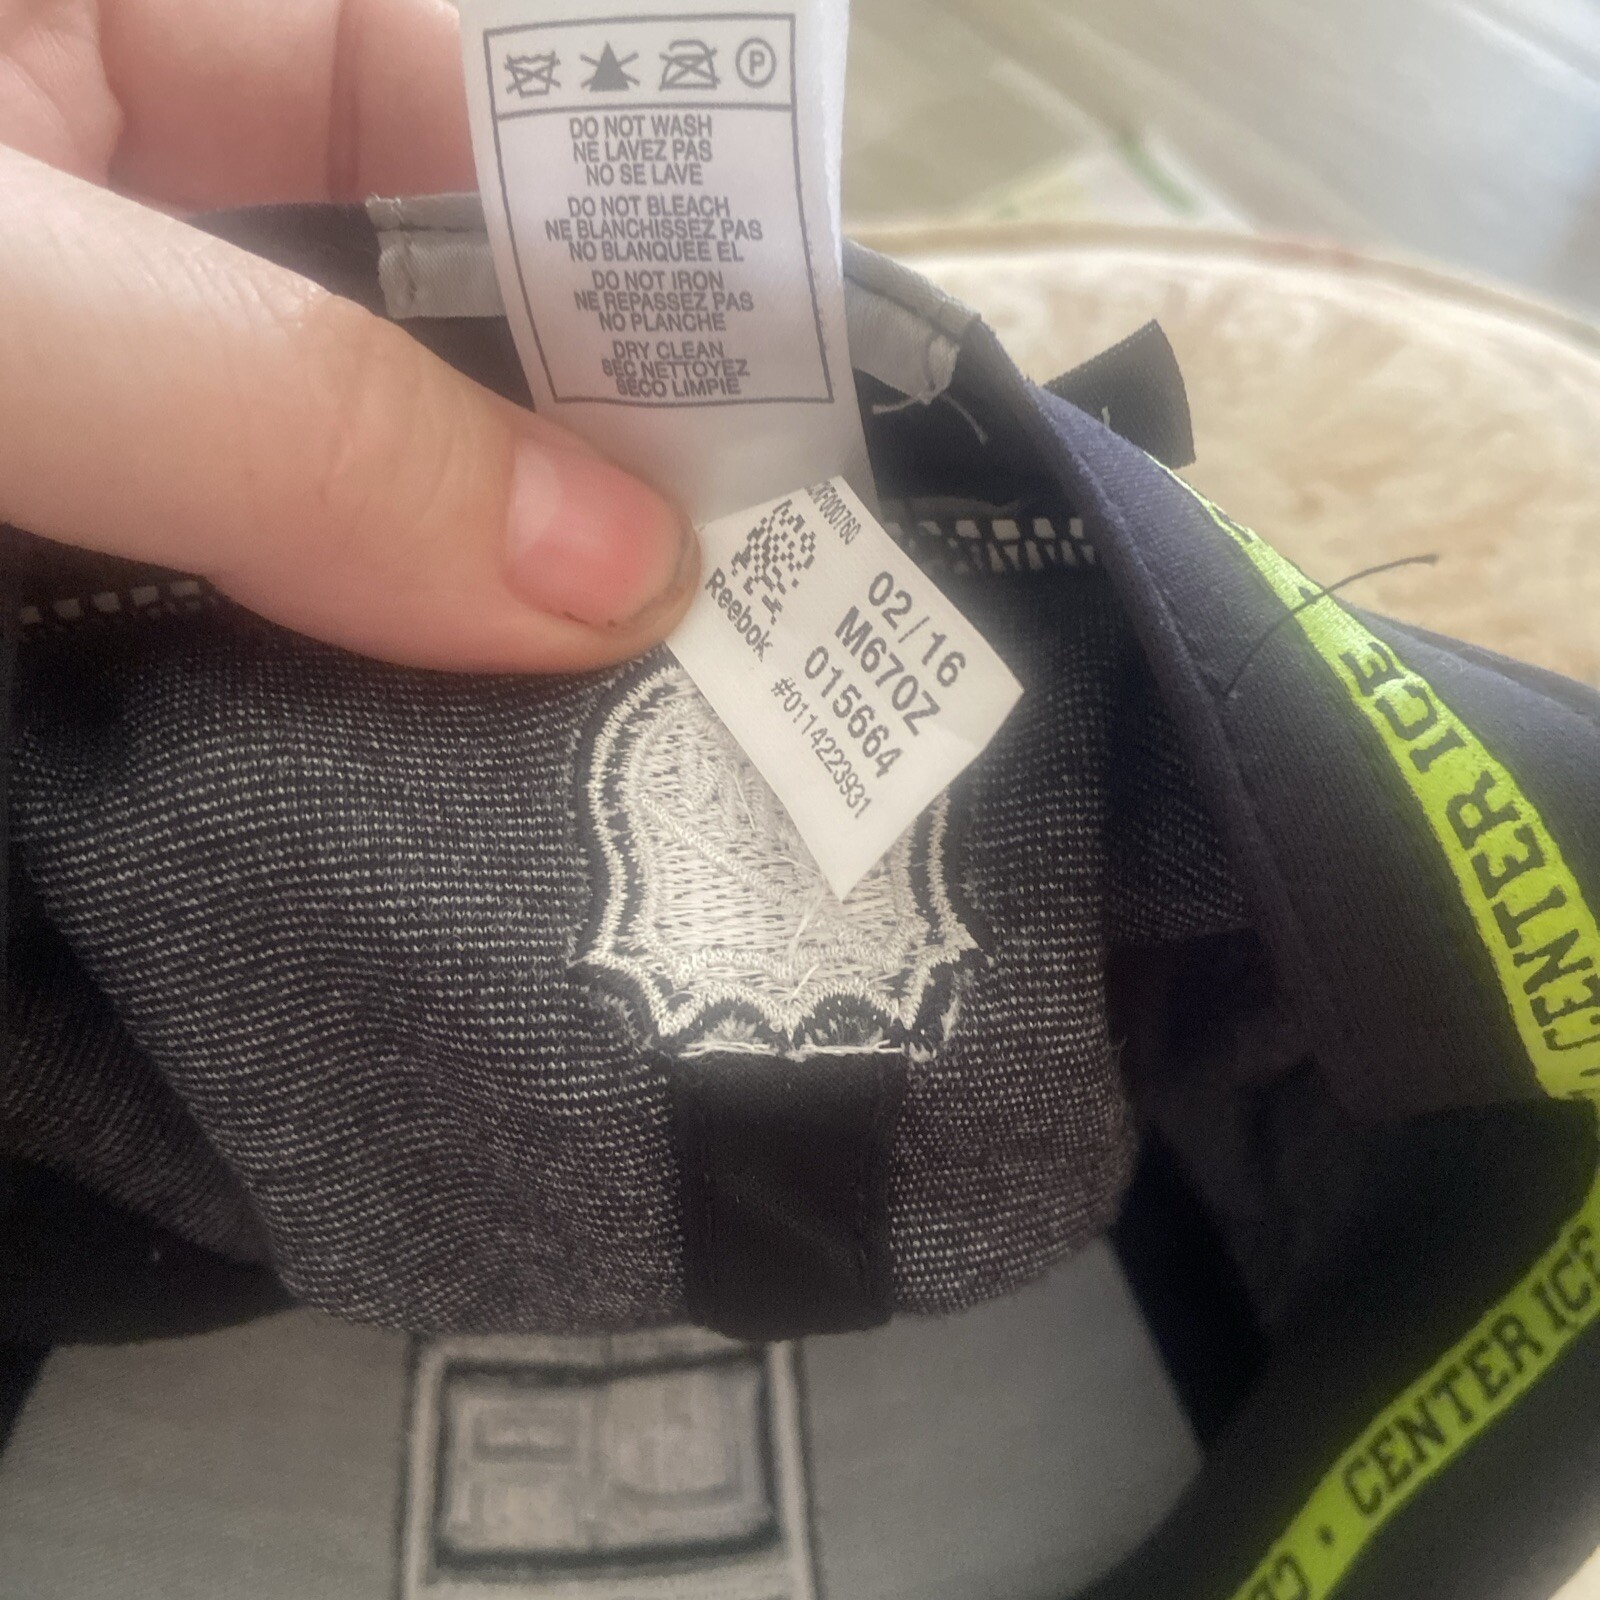 P
DO NOT WASH
NE LAVEZ PAS
NO SE LAVE
DO NOT BLEACH
NE BLANCHISSEZ PAS
NO BLANQUEE EL
DO NOT IRON
NE REPASSEZ PAS
NO PLANCHE
DRY CLEAN
SEC NETTOYEZ
SECO LIMPIE
Reebok
02/16
M670Z
015664
#0114223931
CENTER ICE
CENTER
CENTER ICE